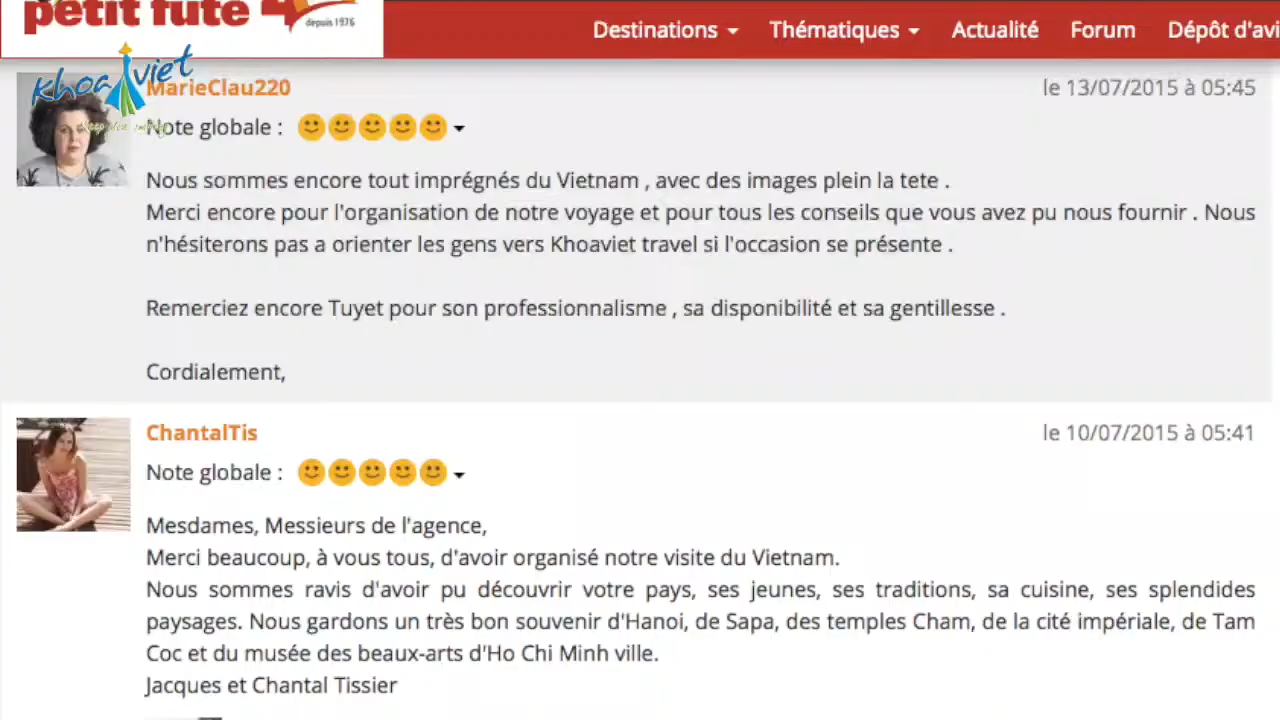 petit futé
depuis 1976
Destinations Thématiques Actualité Forum Dépôt d'avi
khoaviet
MarieClau220 le 13/07/2015 à 05:45
Note globale :
Nous sommes encore tout imprégnés du Vietnam , avec des images plein la tete .
Merci encore pour l'organisation de notre voyage et pour tous les conseils que vous avez pu nous fournir . Nous
n'hésiterons pas a orienter les gens vers Khoaviet travel si l'occasion se présente .
Remerciez encore Tuyet pour son professionnalisme , sa disponibilité et sa gentillesse .
Cordialement,
ChantalTis le 10/07/2015 à 05:41
Note globale :
Mesdames, Messieurs de l'agence,
Merci beaucoup, à vous tous, d'avoir organisé notre visite du Vietnam.
Nous sommes ravis d'avoir pu découvrir votre pays, ses jeunes, ses traditions, sa cuisine, ses splendides
paysages. Nous gardons un très bon souvenir d'Hanoi, de Sapa, des temples Cham, de la cité impériale, de Tam
Coc et du musée des beaux-arts d'Ho Chi Minh ville.
Jacques et Chantal Tissier